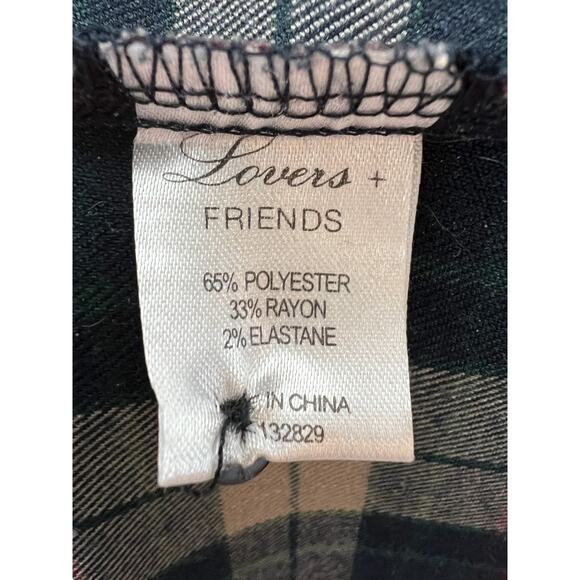 Lovers +
FRIENDS
65% POLYESTER
33% RAYON
2% ELASTANE
IN CHINA
132829